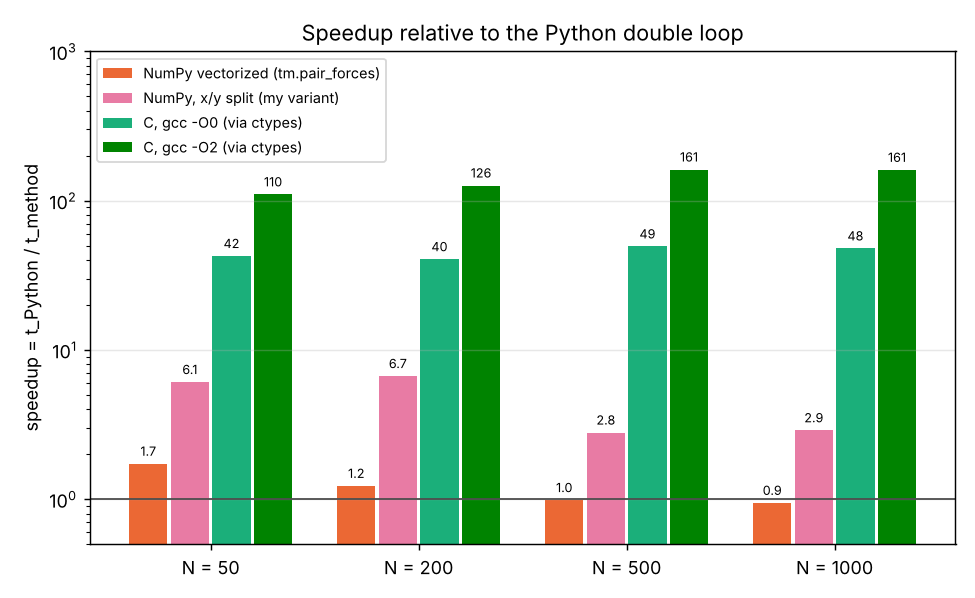 Speedup relative to the Python double loop
NumPy vectorized (tm.pair_forces)
NumPy, x/y split (my variant)
C, gcc -O0 (via ctypes)
C, gcc -O2 (via ctypes)
speedup = t_Python / t_method
10³
10²
10¹
10⁰
1.7
6.1
42
110
1.2
6.7
40
126
1.0
2.8
49
161
0.9
2.9
48
161
N = 50
N = 200
N = 500
N = 1000